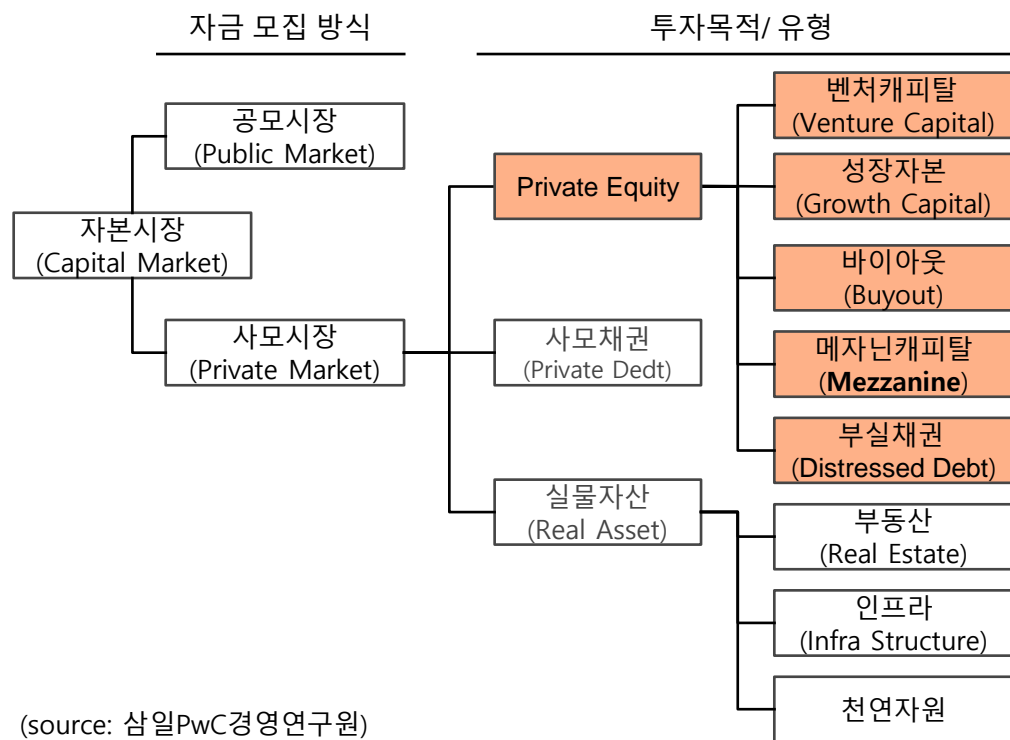 자금 모집 방식
투자목적/ 유형
자본시장
(Capital Market)
공모시장
(Public Market)
사모시장
(Private Market)
Private Equity
사모채권
(Private Dedt)
실물자산
(Real Asset)
벤처캐피탈
(Venture Capital)
성장자본
(Growth Capital)
바이아웃
(Buyout)
메자닌캐피탈
(Mezzanine)
부실채권
(Distressed Debt)
부동산
(Real Estate)
인프라
(Infra Structure)
천연자원
(source: 삼일PwC경영연구원)